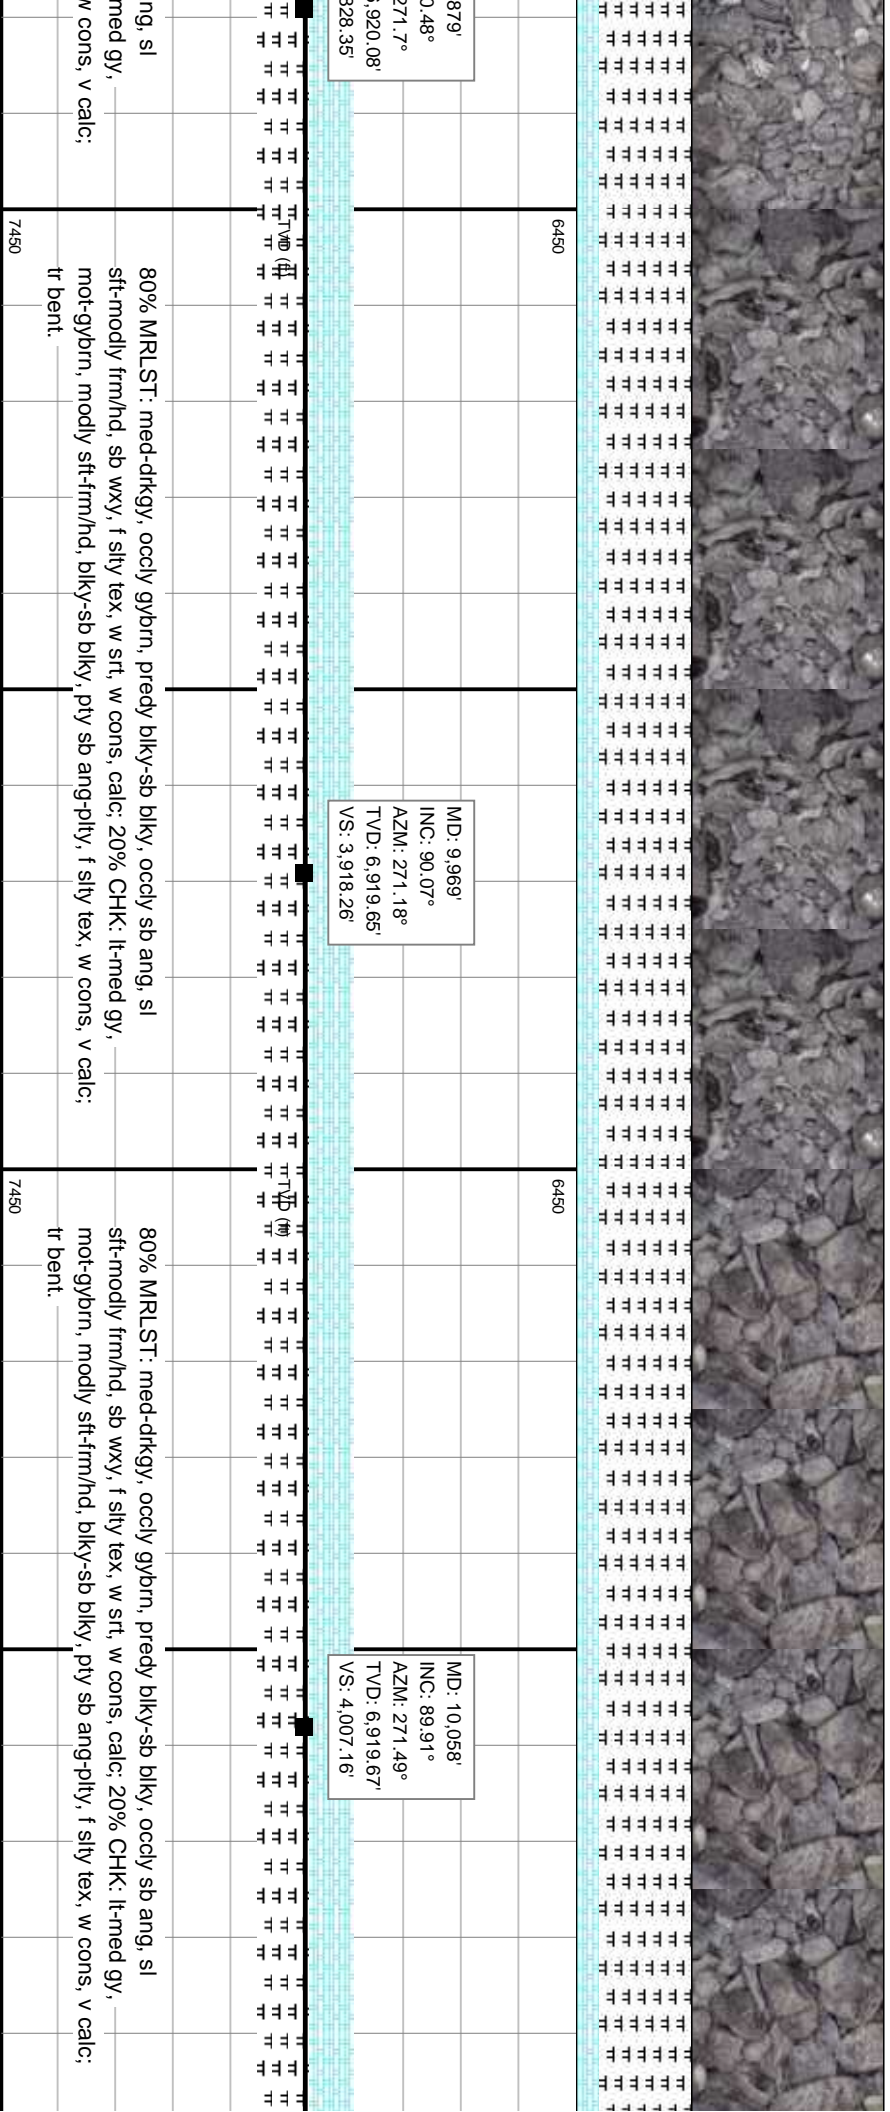 ng, sl
med gy,
w cons, v calc;
879'
0.48°
271.7°
6,920.08'
828.35'
6450
TVD (ft)
7450
80% MRLST: med-drkgy, occly gybrn, predy blky-sb blky, occly sb ang, sl
sft-modly frm/hd, sb wxy, f slty tex, w srt, w cons, calc; 20% CHK: lt-med gy,
mot-gybrn, modly sft-frm/hd, blky-sb blky, pty sb ang-plty, f slty tex, w cons, v calc;
tr bent.
MD: 9,969'
INC: 90.07°
AZM: 271.18°
TVD: 6,919.65'
VS: 3,918.26'
6450
TVD (ft)
7450
80% MRLST: med-drkgy, occly gybrn, predy blky-sb blky, occly sb ang, sl
sft-modly frm/hd, sb wxy, f slty tex, w srt, w cons, calc; 20% CHK: lt-med gy,
mot-gybrn, modly sft-frm/hd, blky-sb blky, pty sb ang-plty, f slty tex, w cons, v calc;
tr bent.
MD: 10,058'
INC: 89.91°
AZM: 271.49°
TVD: 6,919.67'
VS: 4,007.16'